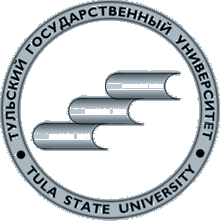 ТУЛЬСКИЙ ГОСУДАРСТВЕННЫЙ УНИВЕРСИТЕТ
TULA STATE UNIVERSITY